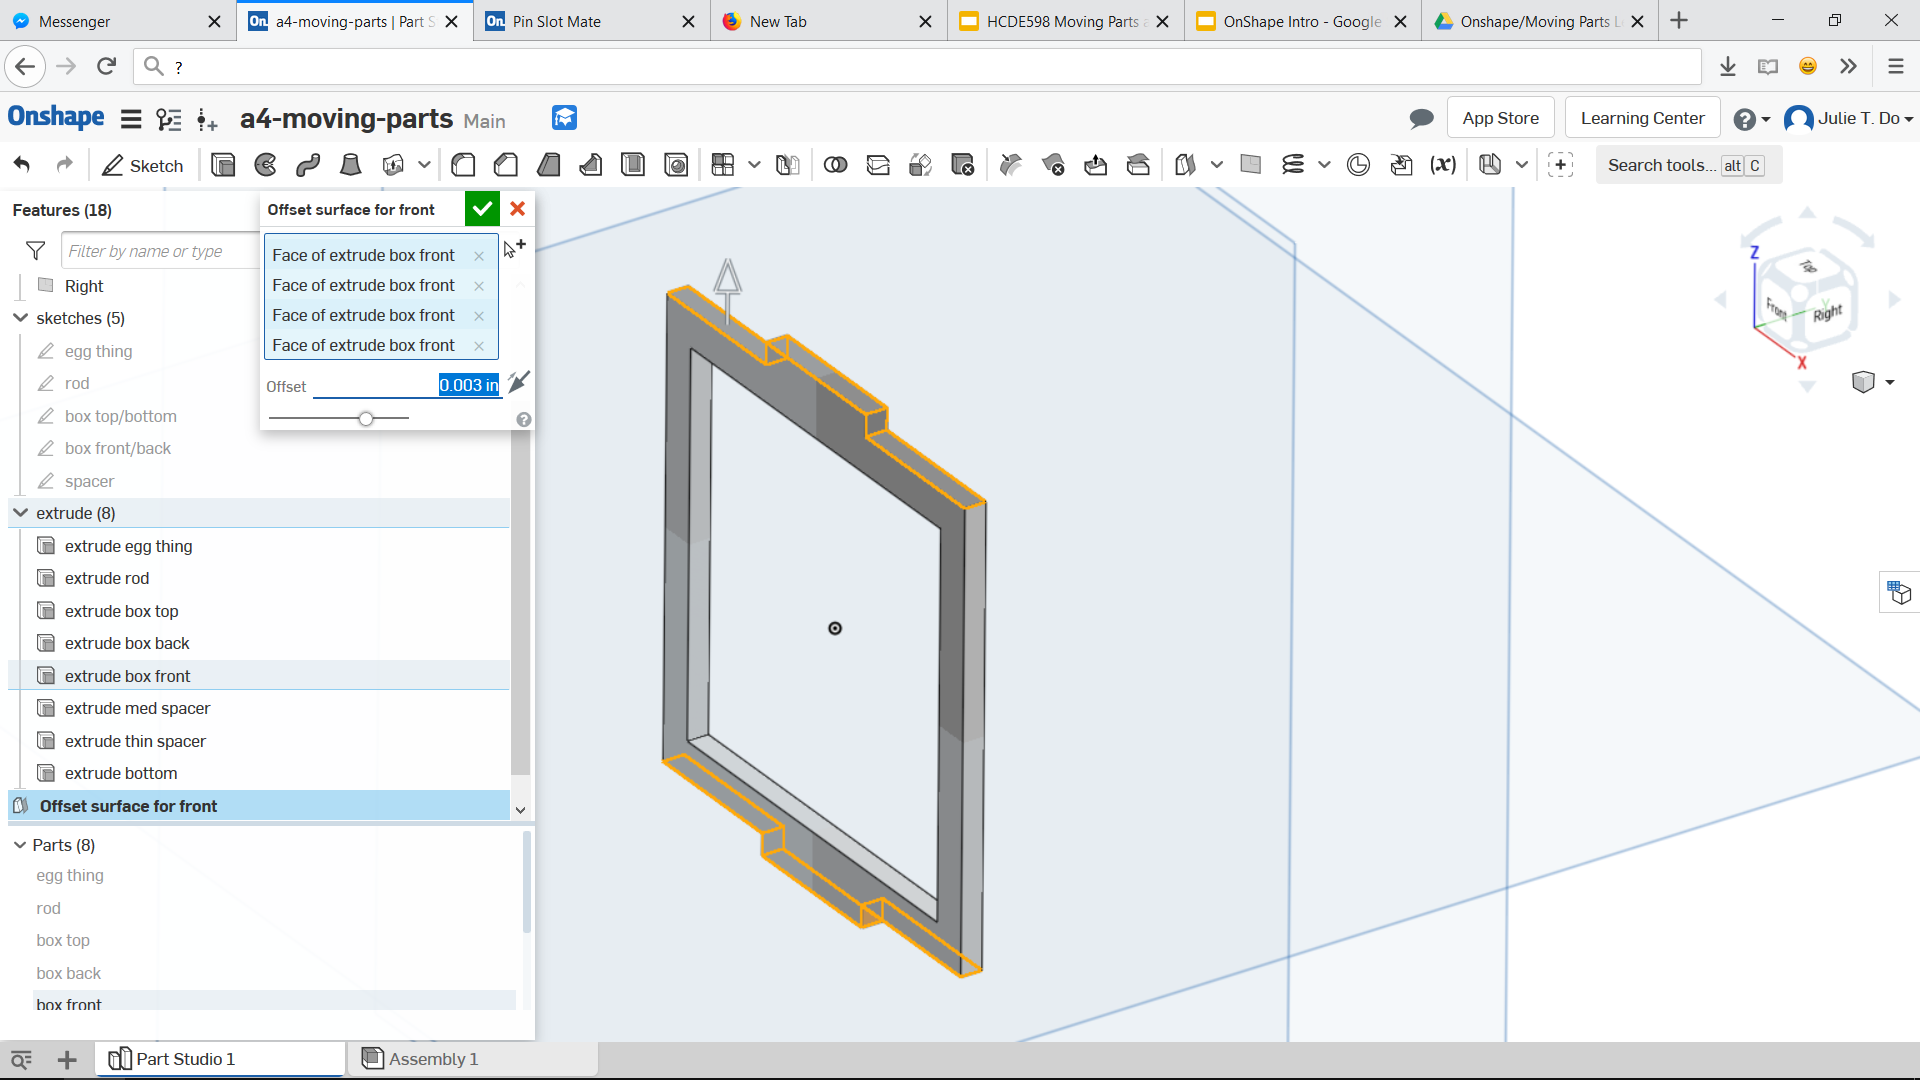 Messenger
a4-moving-parts | Part S
Pin Slot Mate
New Tab
HCDE598 Moving Parts a
OnShape Intro - Google
Onshape/Moving Parts L
?
Onshape
a4-moving-parts Main
App Store
Learning Center
Julie T. Do
Sketch
(x)
Search tools... alt C
Features (18)
Filter by name or type
Right
sketches (5)
egg thing
rod
box top/bottom
box front/back
spacer
extrude (8)
extrude egg thing
extrude rod
extrude box top
extrude box back
extrude box front
extrude med spacer
extrude thin spacer
extrude bottom
Offset surface for front
Parts (8)
egg thing
rod
box top
box back
box front
Offset surface for front
Face of extrude box front
Face of extrude box front
Face of extrude box front
Face of extrude box front
Offset 0.003 in
Z
Top
Front
Y
Right
X
Part Studio 1
Assembly 1